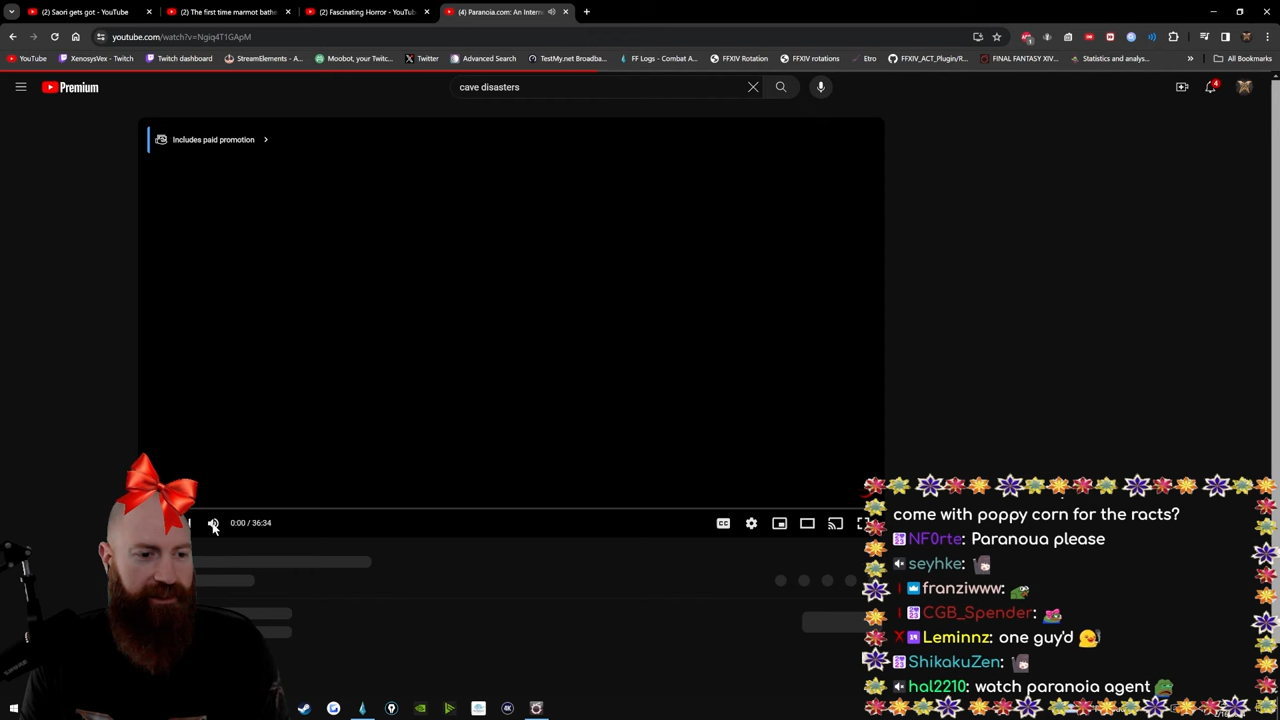 (2) Saori gets got - YouTube
(2) The first time marmot bathe
(2) Fascinating Horror - YouTub
(4) Paranoia.com: An Intern
youtube.com/watch?v=Ngiq4T1GApM
YouTube
XenosysVex - Twitch
Twitch dashboard
StreamElements - A...
Moobot, your Twitc...
Twitter
Advanced Search
TestMy.net Broadba...
FF Logs - Combat A...
FFXIV Rotation
FFXIV rotations
Etro
FFXIV_ACT_Plugin/R...
FINAL FANTASY XIV...
Statistics and analys...
All Bookmarks
Premium
cave disasters
4
Includes paid promotion
0:00 / 36:34
CC
come with poppy corn for the racts?
NF0rte: Paranoua please
seyhke:
franziwww:
CGB_Spender:
Leminnz: one guy'd
ShikakuZen:
hal2210: watch paranoia agent